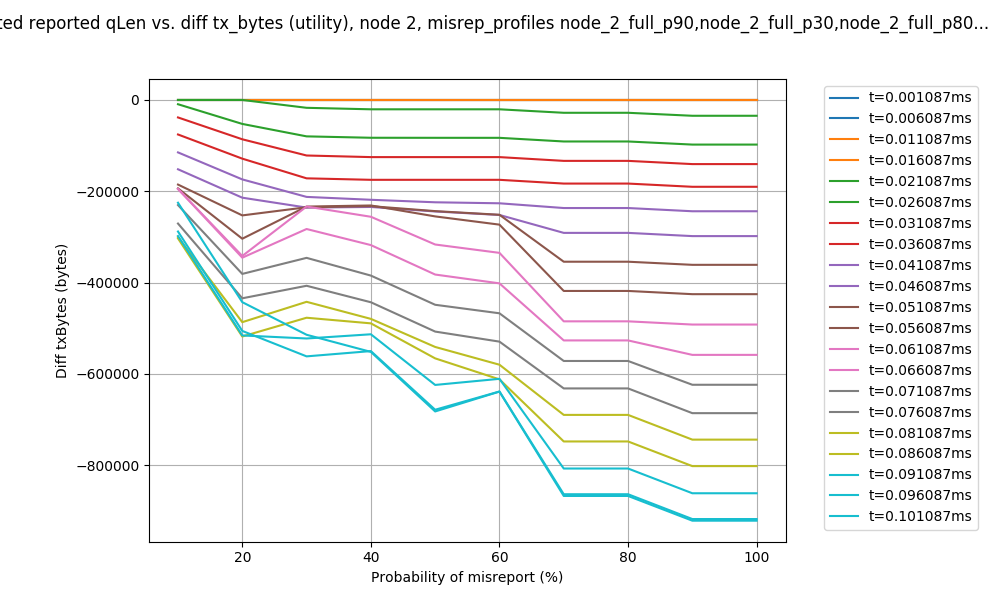 ted reported qLen vs. diff tx_bytes (utility), node 2, misrep_profiles node_2_full_p90,node_2_full_p30,node_2_full_p80...
0
−200000
−400000
−600000
−800000
Diff txBytes (bytes)
20
40
60
80
100
Probability of misreport (%)
t=0.001087ms
t=0.006087ms
t=0.011087ms
t=0.016087ms
t=0.021087ms
t=0.026087ms
t=0.031087ms
t=0.036087ms
t=0.041087ms
t=0.046087ms
t=0.051087ms
t=0.056087ms
t=0.061087ms
t=0.066087ms
t=0.071087ms
t=0.076087ms
t=0.081087ms
t=0.086087ms
t=0.091087ms
t=0.096087ms
t=0.101087ms